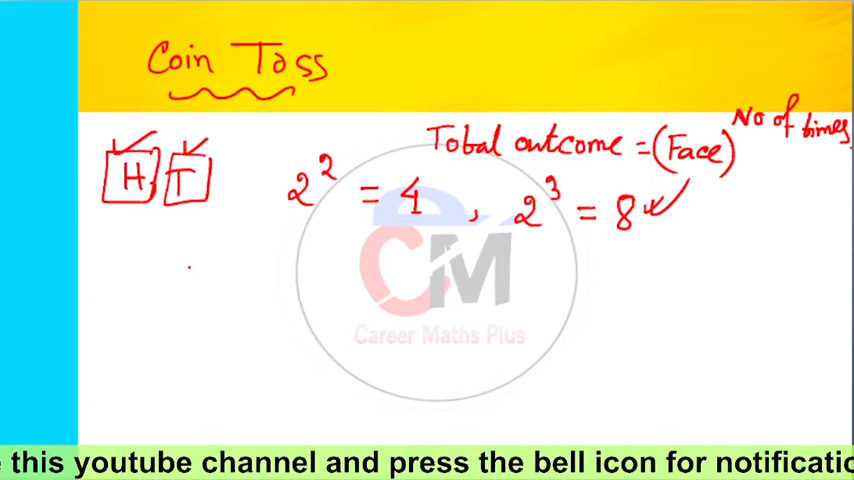 Coin Toss
Total outcome = (Face)^No of times
H T
2^2 = 4 , 2^3 = 8
CM
Career Maths Plus
this youtube channel and press the bell icon for notificatio